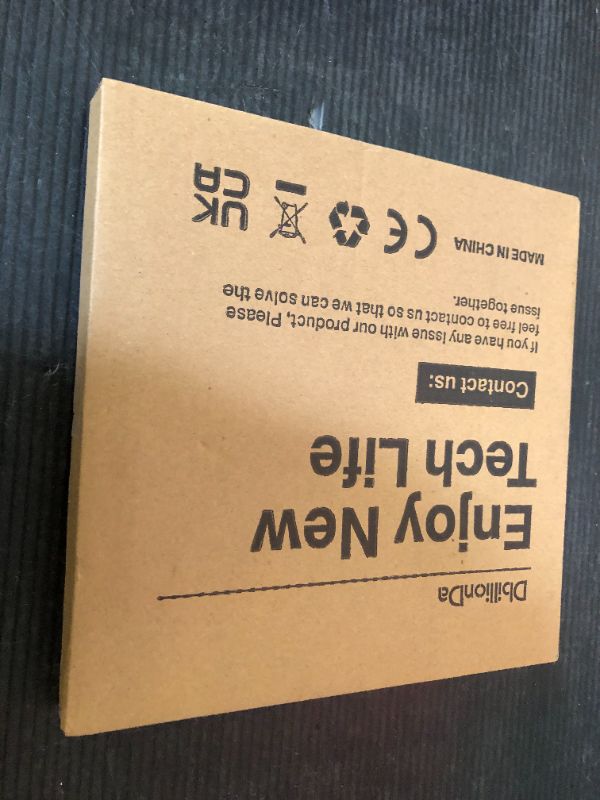 DbillionDa
Enjoy New
Tech Life
Contact us:
If you have any issue with our product, Please
feel free to contact us so that we can solve the
issue together.
MADE IN CHINA
CE
UK
CA